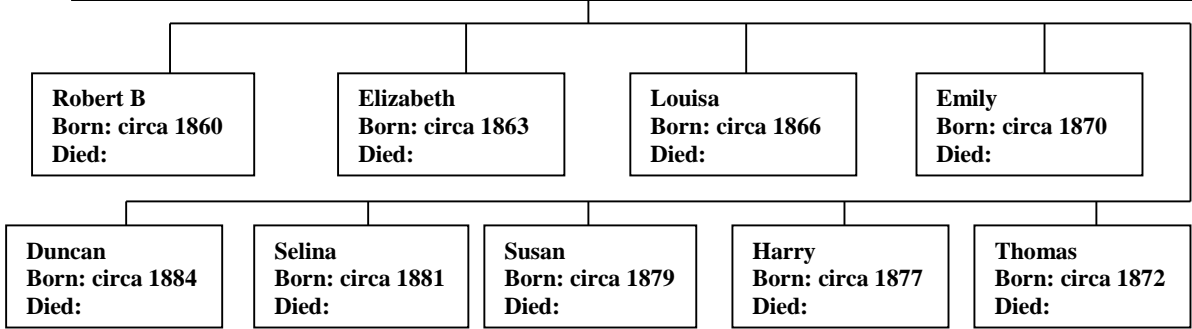 Robert B
Born: circa 1860
Died:
Elizabeth
Born: circa 1863
Died:
Louisa
Born: circa 1866
Died:
Emily
Born: circa 1870
Died:
Duncan
Born: circa 1884
Died:
Selina
Born: circa 1881
Died:
Susan
Born: circa 1879
Died:
Harry
Born: circa 1877
Died:
Thomas
Born: circa 1872
Died: